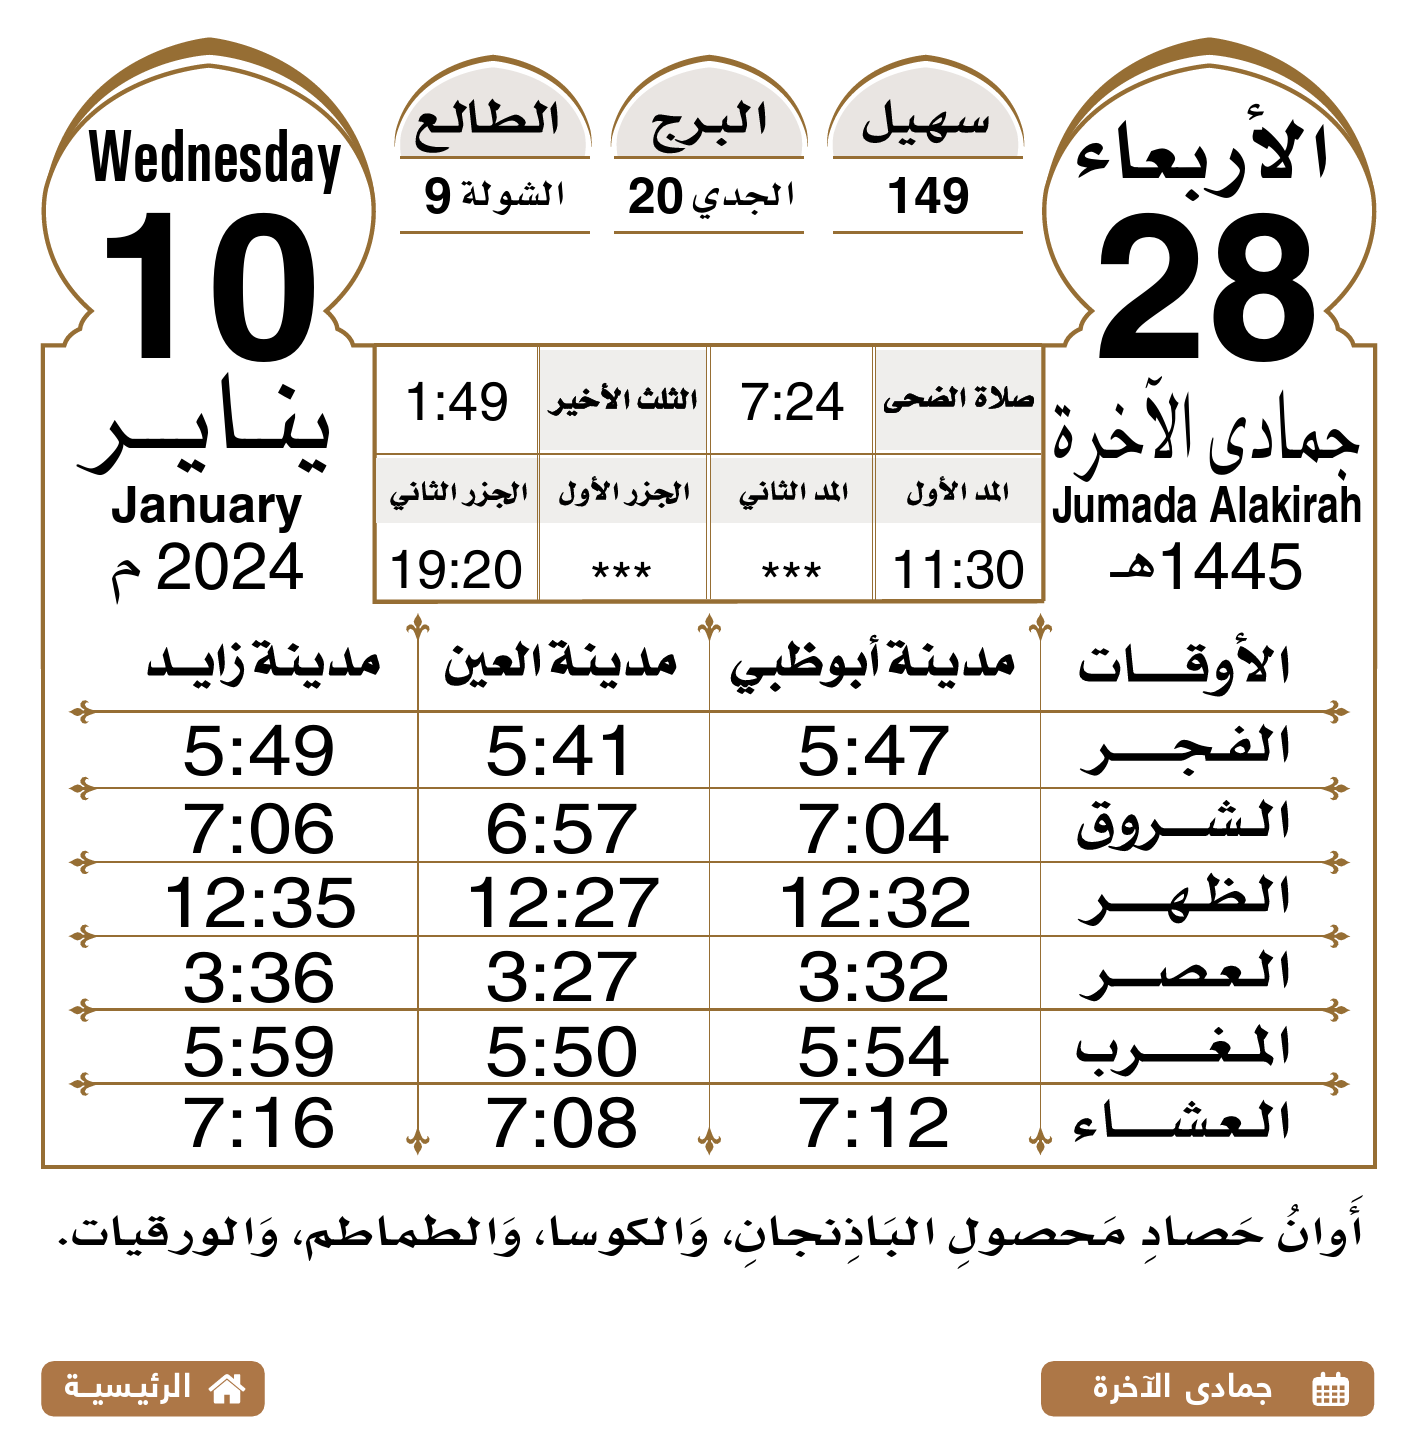 الأربعاء
28
جمادى الآخرة
Jumada Alakirah
1445هـ
سهيل
149
البرج
الجدي 20
الطالع
الشولة 9
Wednesday
10
يناير
January
2024 م
صلاة الضحى 7:24 الثلث الأخير 1:49
المد الأول المد الثاني الجزر الأول الجزر الثاني
11:30 *** *** 19:20
الأوقات مدينة أبوظبي مدينة العين مدينة زايد
الفجر 5:47 5:41 5:49
الشروق 7:04 6:57 7:06
الظهر 12:32 12:27 12:35
العصر 3:32 3:27 3:36
المغرب 5:54 5:50 5:59
العشاء 7:12 7:08 7:16
أَوانُ حَصادِ مَحصولِ البَاذِنجانِ، وَالكوسا، وَالطماطم، وَالورقيات.
جمادى الآخرة
الرئيسية